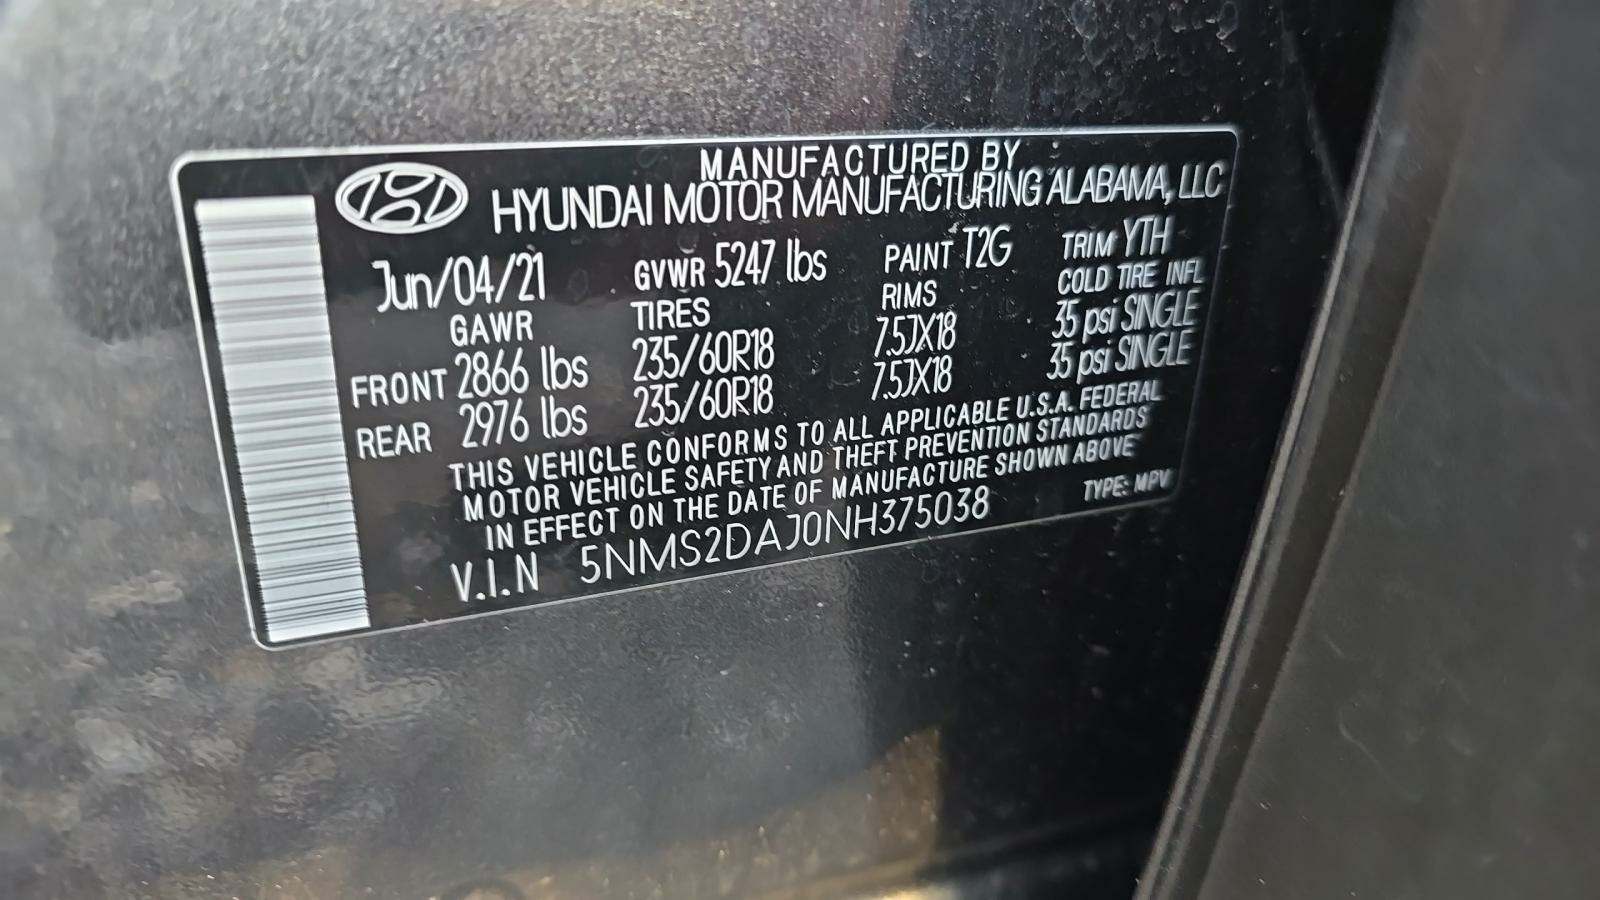 MANUFACTURED BY
HYUNDAI MOTOR MANUFACTURING ALABAMA, LLC
Jun/04/21 GVWR 5247 lbs PAINT T2G TRIM YTH
GAWR TIRES RIMS COLD TIRE INFL
FRONT 2866 lbs 235/60R18 7.5JX18 35 psi SINGLE
REAR 2976 lbs 235/60R18 7.5JX18 35 psi SINGLE
THIS VEHICLE CONFORMS TO ALL APPLICABLE U.S.A. FEDERAL
MOTOR VEHICLE SAFETY AND THEFT PREVENTION STANDARDS
IN EFFECT ON THE DATE OF MANUFACTURE SHOWN ABOVE
V.I.N 5NMS2DAJ0NH375038 TYPE: MPV